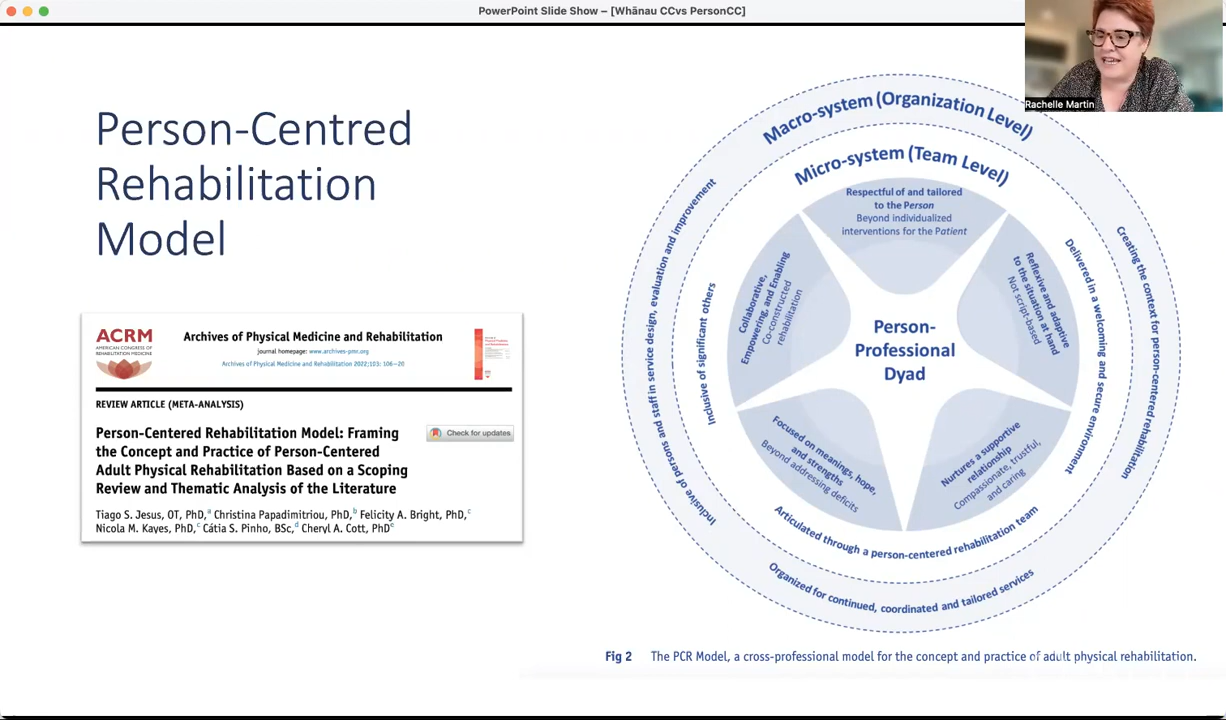 PowerPoint Slide Show – [Whānau CCvs PersonCC]
Rachelle Martin
Person-Centred
Rehabilitation
Model
ACRM
AMERICAN CONGRESS OF
REHABILITATION MEDICINE
Archives of Physical Medicine and Rehabilitation
journal homepage: www.archives-pmr.org
Archives of Physical Medicine and Rehabilitation 2022;103: 106–20
REVIEW ARTICLE (META-ANALYSIS)
Person-Centered Rehabilitation Model: Framing
the Concept and Practice of Person-Centered
Adult Physical Rehabilitation Based on a Scoping
Review and Thematic Analysis of the Literature
Check for updates
Tiago S. Jesus, OT, PhD,a Christina Papadimitriou, PhD,b Felicity A. Bright, PhD,c
Nicola M. Kayes, PhD,c Cátia S. Pinho, BSc,d Cheryl A. Cott, PhDe
Macro-system (Organization Level)
Micro-system (Team Level)
Respectful of and tailored
to the Person
Beyond individualized
interventions for the Patient
Reflexive and adaptive
to the situation at hand
Not script-based
Nurtures a supportive
relationship
Compassionate, trustful,
and caring
Focused on meanings, hope,
and strengths
Beyond addressing deficits
Collaborative,
Empowering, and Enabling
Co-constructed
rehabilitation
Person-
Professional
Dyad
Inclusive of significant others
Delivered in a welcoming and secure environment
Articulated through a person-centered rehabilitation team
Inclusive of persons and staff in service design, evaluation and improvement
Creating the context for person-centered rehabilitation
Organized for continued, coordinated and tailored services
Fig 2 The PCR Model, a cross-professional model for the concept and practice of adult physical rehabilitation.